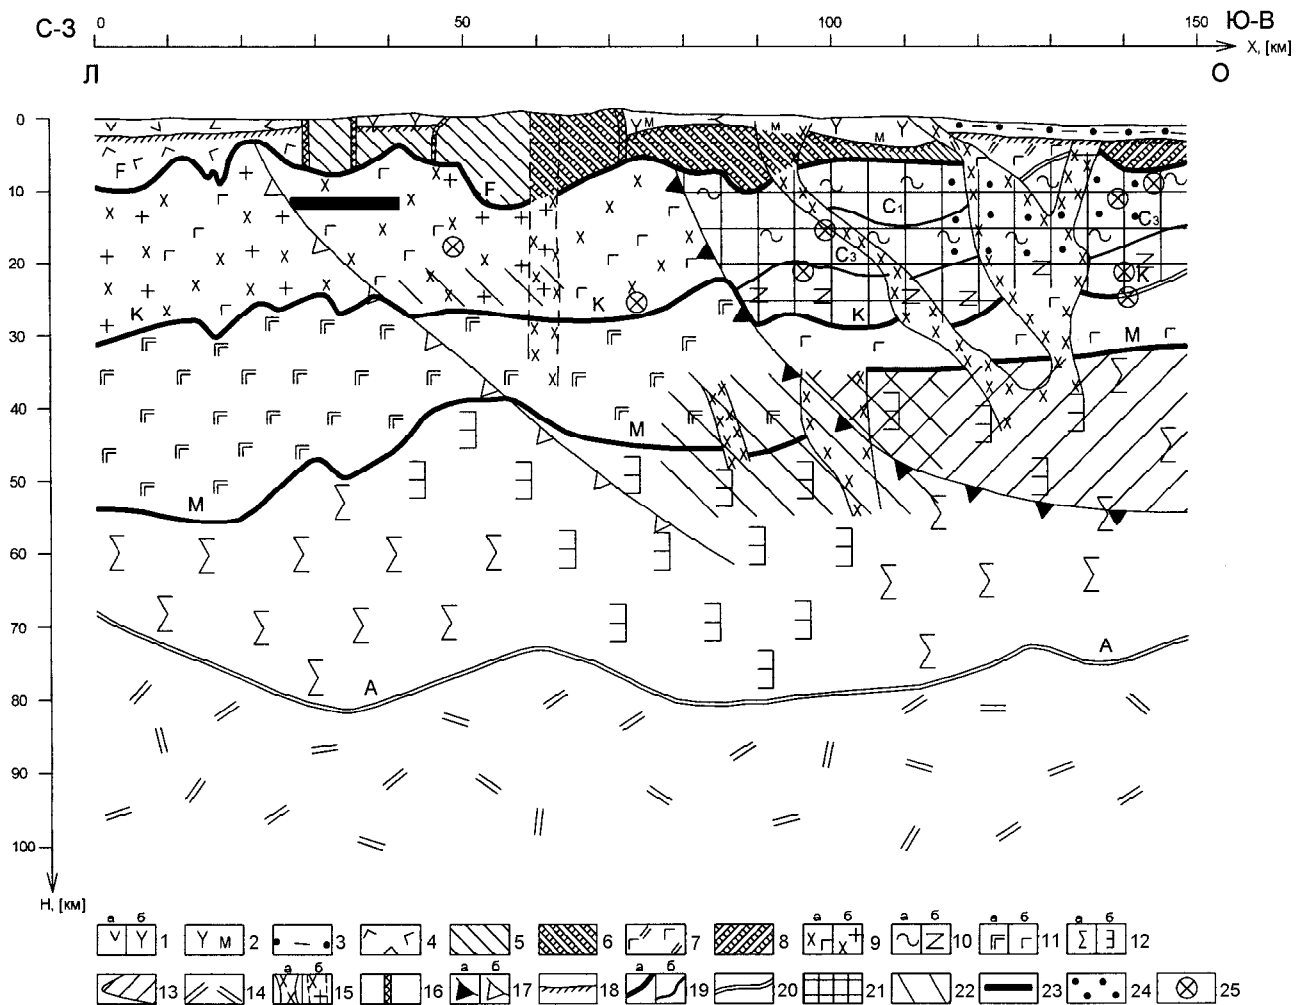 С-З 0 50 100 150 Ю-В
X, [км]
Л О
0
10
20
30
40
50
60
70
80
90
100
Н, [км]
М М М
F F
C₁
C₃ C₃
К К К
М
М М
А А
а б 1 2 3 4 5 6 7 8 а б 9 а б 10 а б 11 а б 12
13 14 а б 15 16 а б 17 18 а б 19 20 21 22 23 24 25